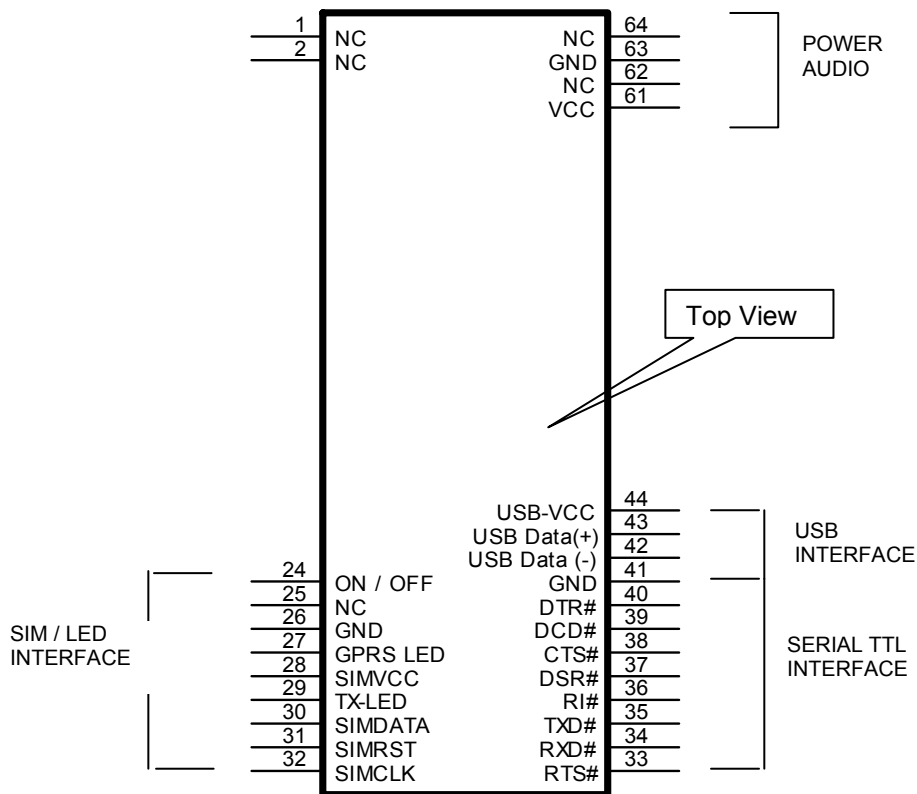 1 NC NC 64
2 NC GND 63
NC 62
VCC 61
POWER
AUDIO
Top View
USB-VCC 44
USB Data(+) 43
USB Data (-) 42
USB
INTERFACE
24 ON / OFF GND 41
25 NC DTR# 40
26 GND DCD# 39
27 GPRS LED CTS# 38
28 SIMVCC DSR# 37
29 TX-LED RI# 36
30 SIMDATA TXD# 35
31 SIMRST RXD# 34
32 SIMCLK RTS# 33
SIM / LED
INTERFACE
SERIAL TTL
INTERFACE